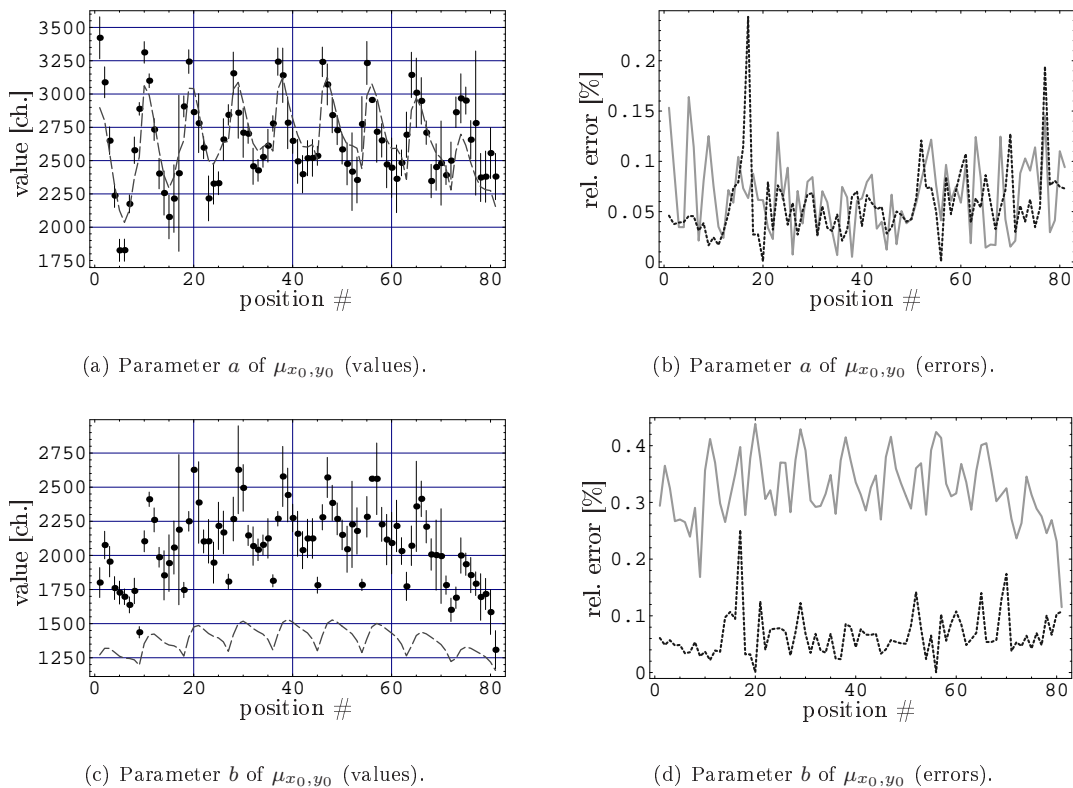 3500
3250
3000
2750
2500
2250
2000
1750
value [ch.]
0 20 40 60 80
position #
0.2
0.15
0.1
0.05
0
rel. error [%]
0 20 40 60 80
position #
(a) Parameter a of μx₀,y₀ (values).
(b) Parameter a of μx₀,y₀ (errors).
2750
2500
2250
2000
1750
1500
1250
value [ch.]
0 20 40 60 80
position #
0.4
0.3
0.2
0.1
0
rel. error [%]
0 20 40 60 80
position #
(c) Parameter b of μx₀,y₀ (values).
(d) Parameter b of μx₀,y₀ (errors).